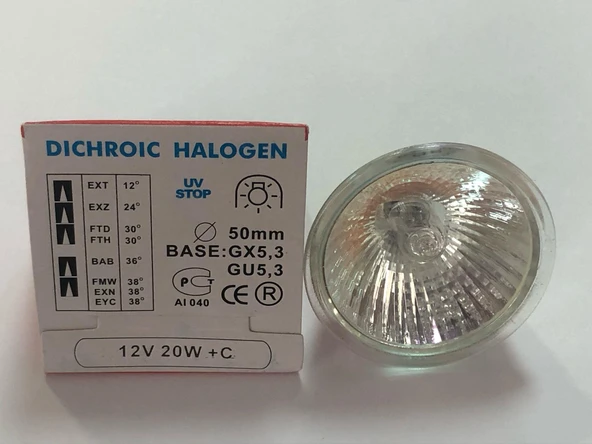 DICHROIC HALOGEN
EXT 12°
EXZ 24°
FTD 30°
FTH 30°
BAB 36°
FMW 38°
EXN 38°
EYC 38°
UV
STOP
50mm
BASE:GX5,3
GU5,3
PCT
AI 040
CE ®
12V 20W +C